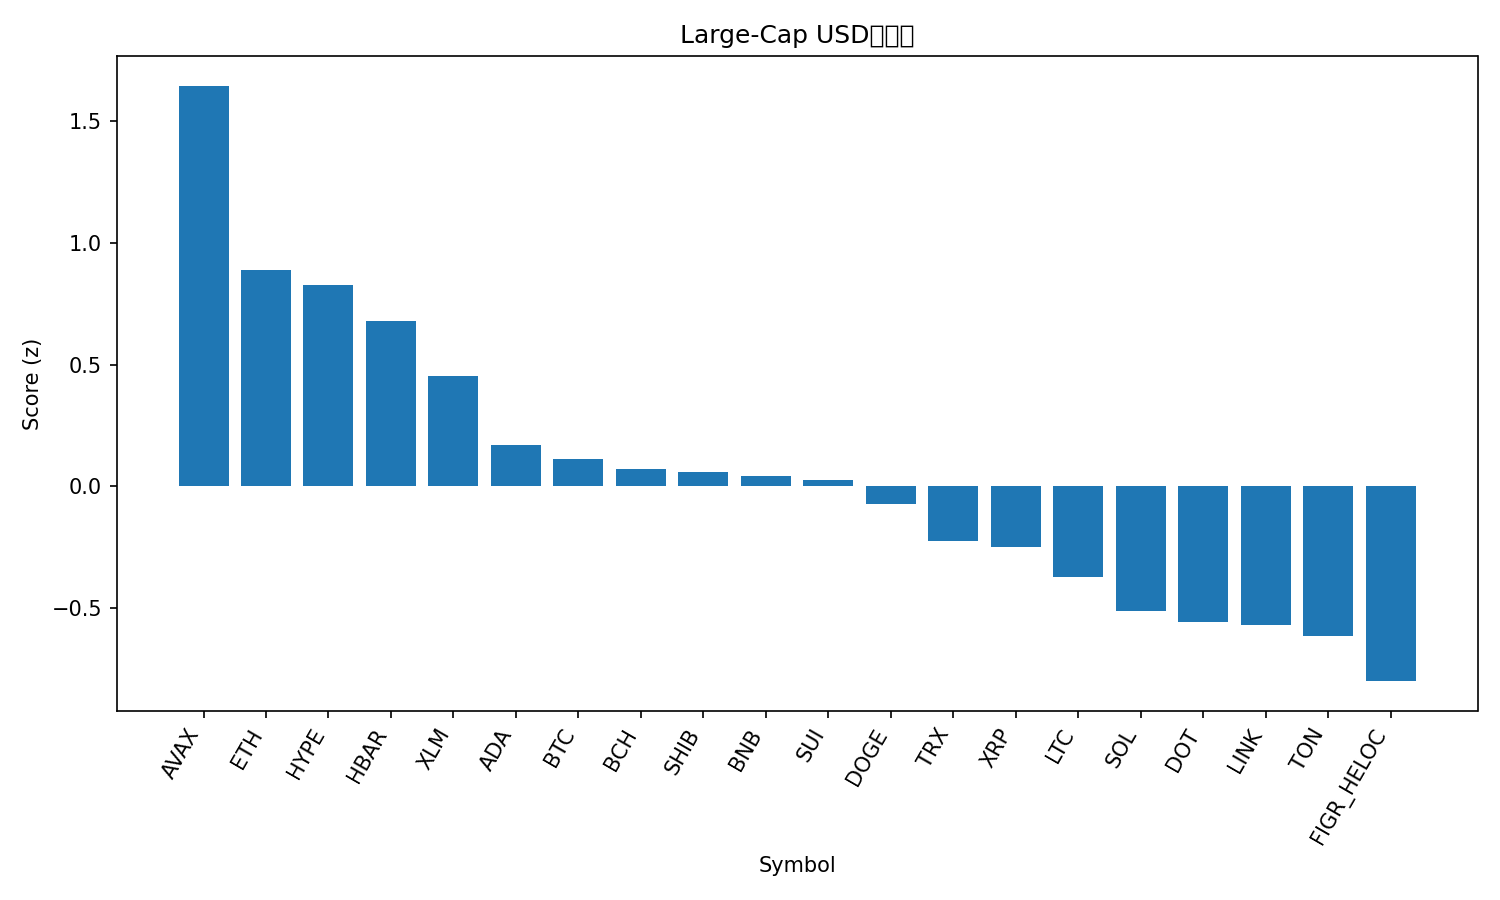 Large-Cap USD
Score (z)
1.5
1.0
0.5
0.0
−0.5
AVAX
ETH
HYPE
HBAR
XLM
ADA
BTC
BCH
SHIB
BNB
SUI
DOGE
TRX
XRP
LTC
SOL
DOT
LINK
TON
FIGR_HELOC
Symbol